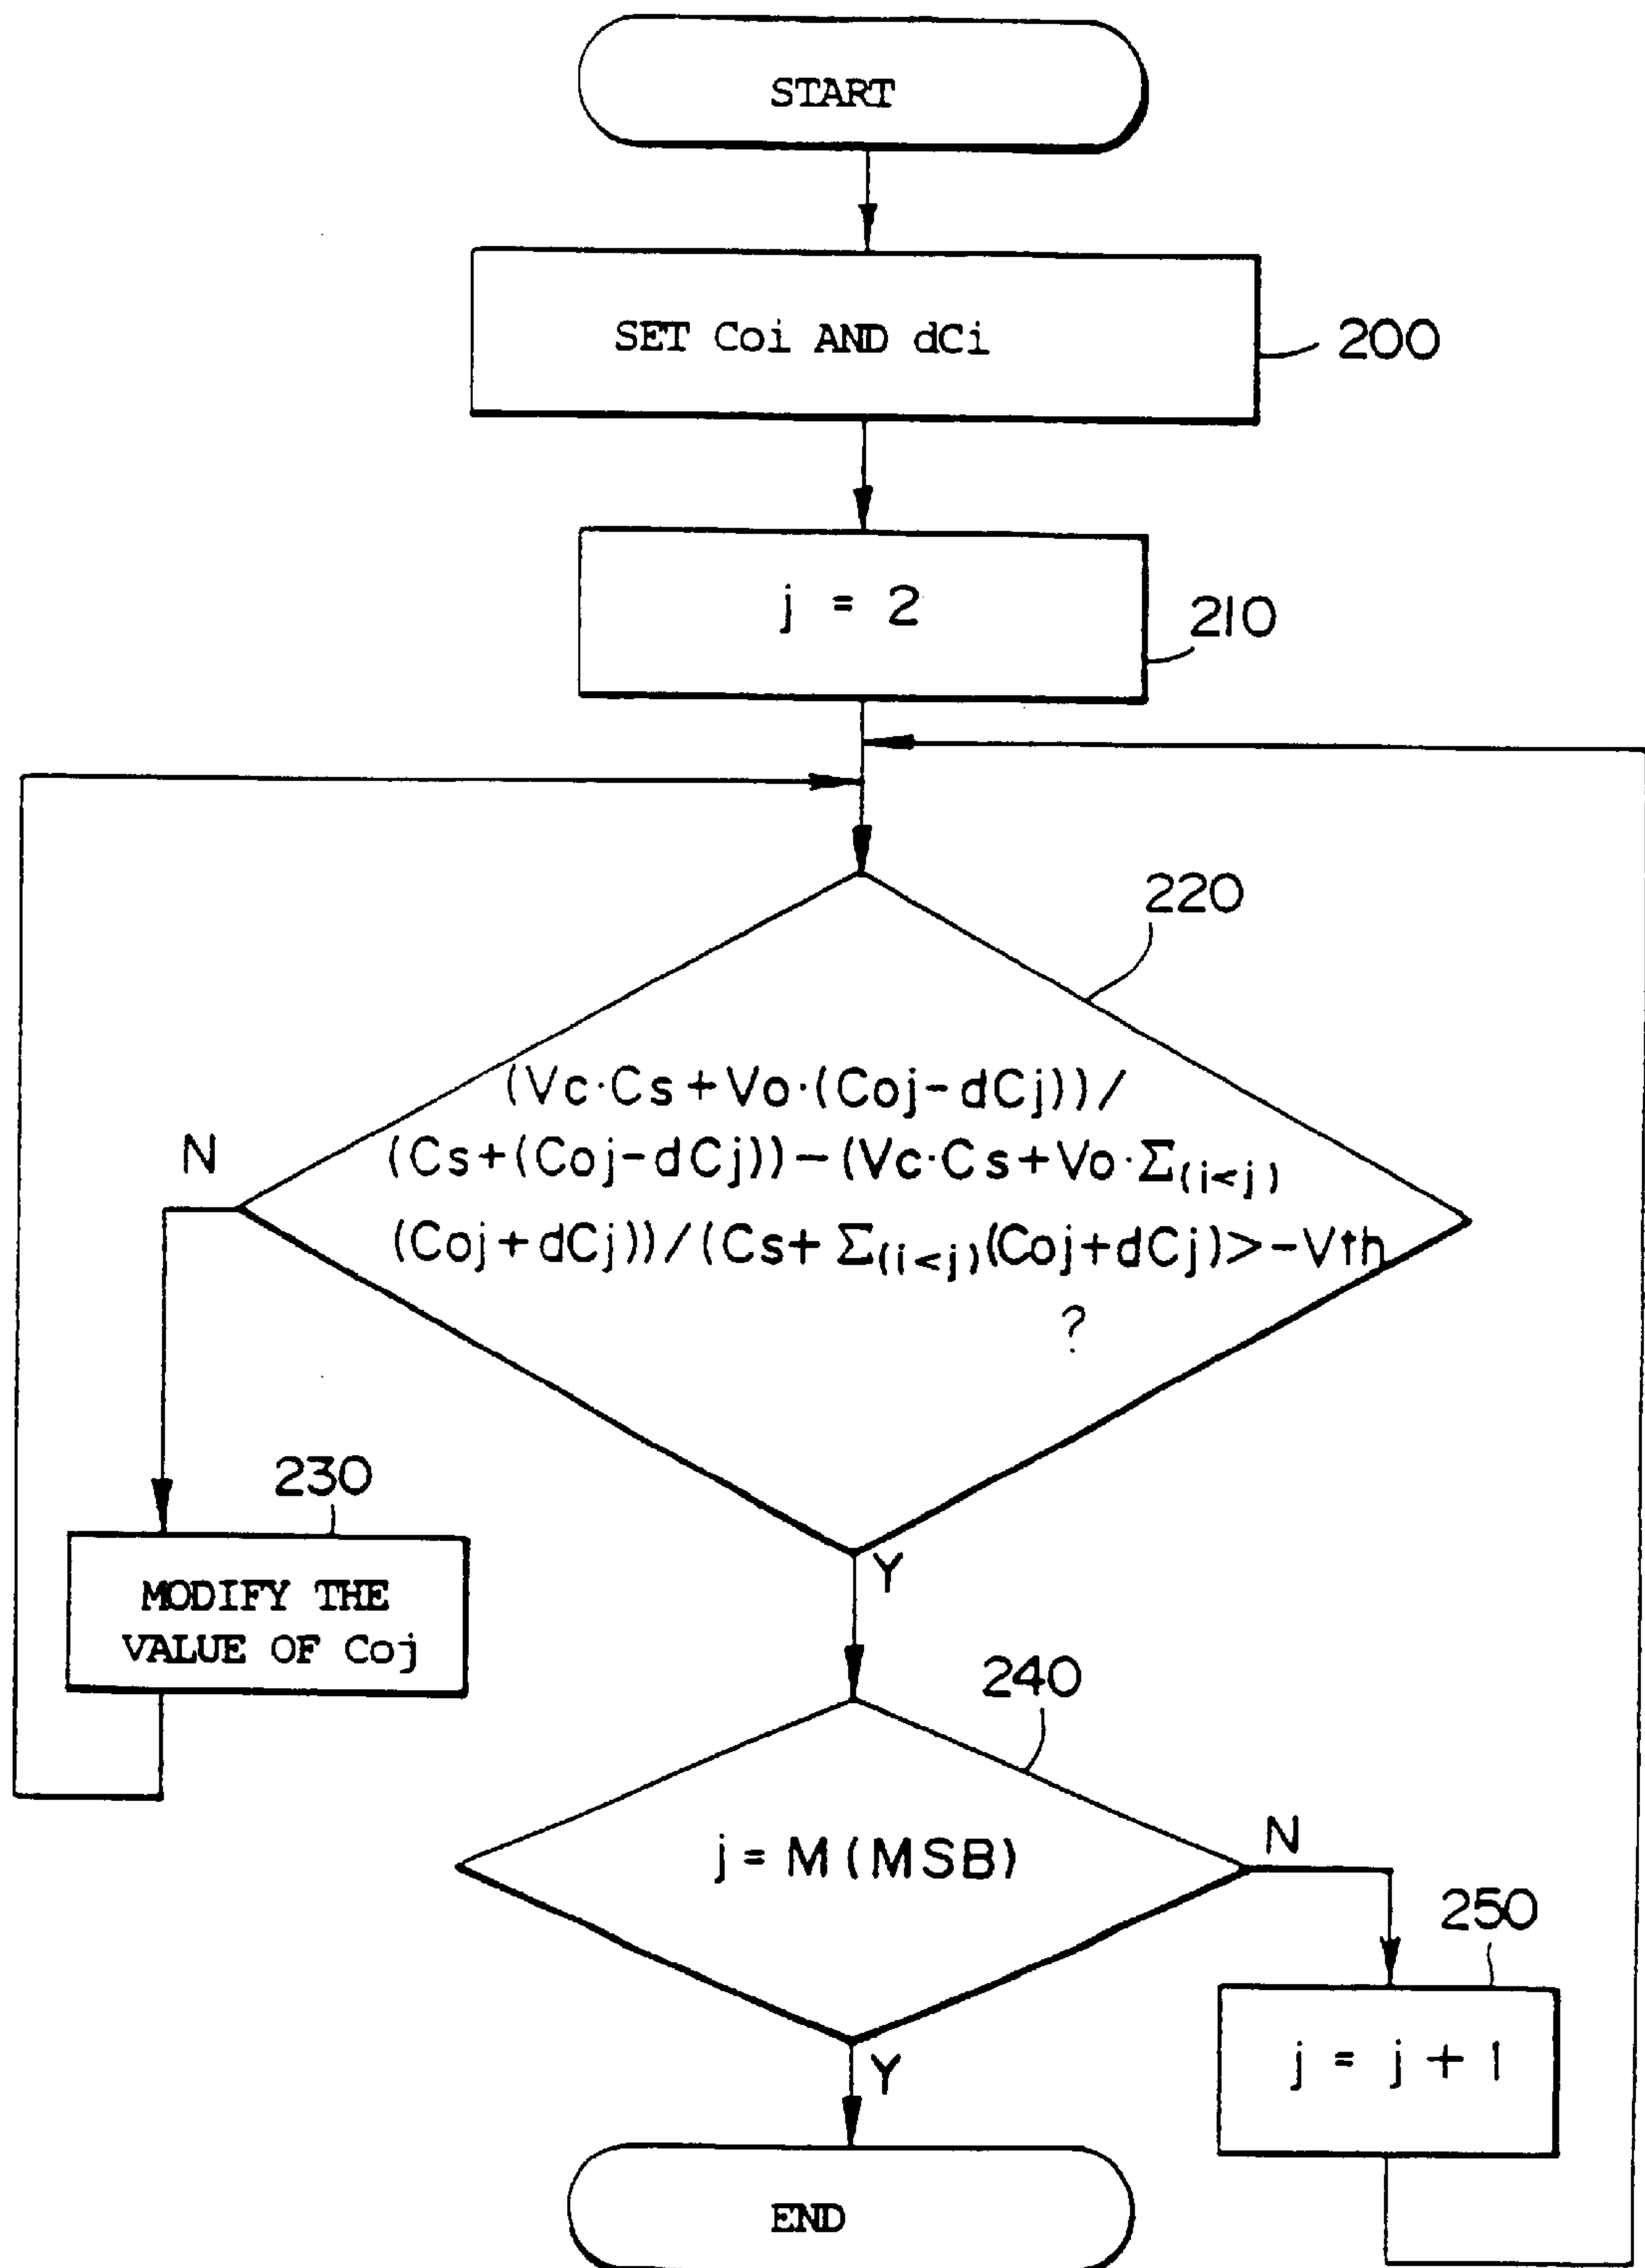 START
SET Coi AND dCi
200
j = 2
210
220
(Vc·Cs+Vo·(Coj-dCj))/
N
(Cs+(Coj-dCj))-(Vc·Cs+Vo·Σ(i<j)
(Coj+dCj))/(Cs+Σ(i<j)(Coj+dCj)>-Vth
?
230
Y
MODIFY THE
VALUE OF Coj
240
j = M (MSB)
N
250
j = j + 1
Y
END